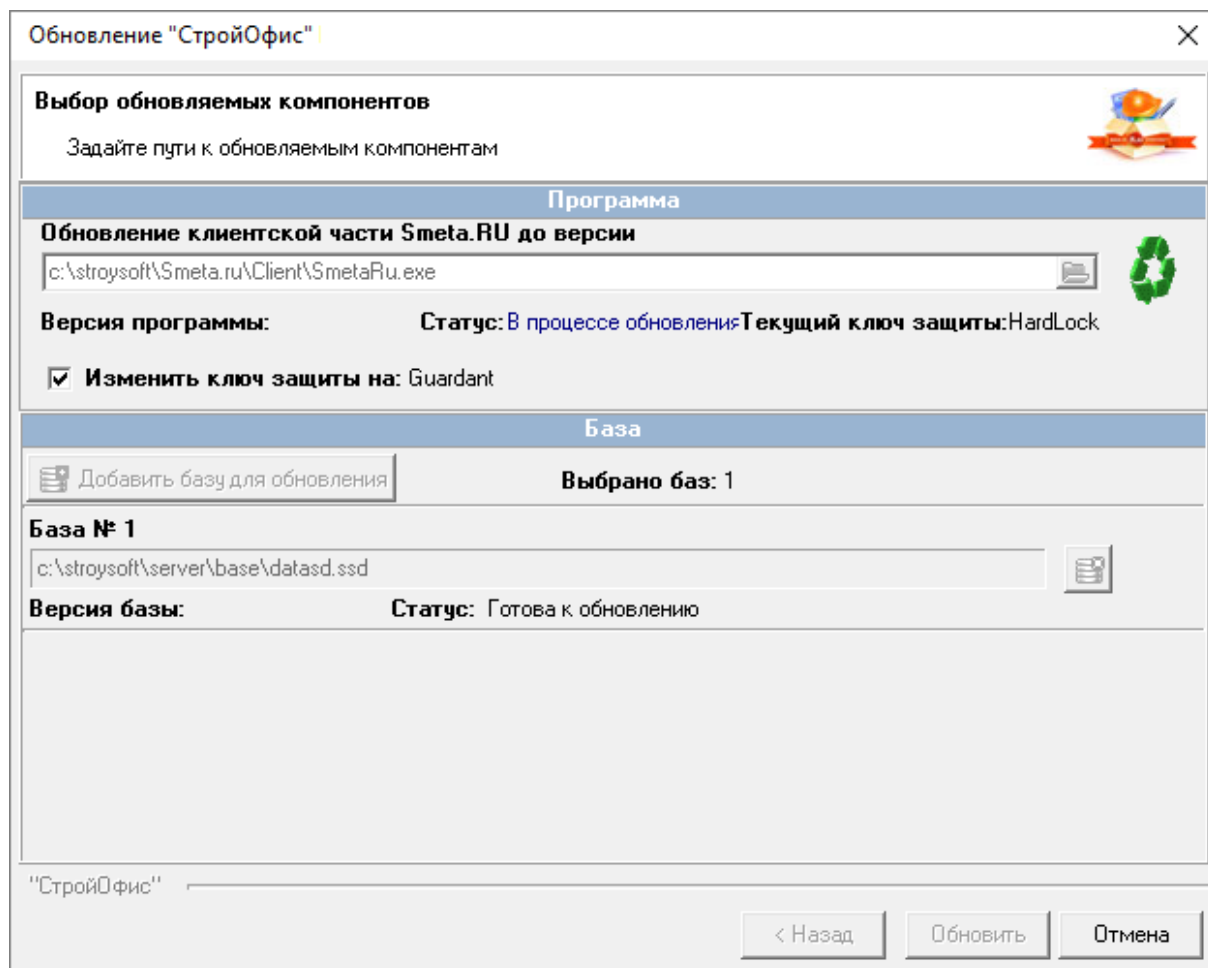 Обновление "СтройОфис"
Выбор обновляемых компонентов
Задайте пути к обновляемым компонентам
Программа
Обновление клиентской части Smeta.RU до версии
c:\stroysoft\Smeta.ru\Client\SmetaRu.exe
Версия программы: Статус: В процессе обновления Текущий ключ защиты: HardLock
Изменить ключ защиты на: Guardant
База
Добавить базу для обновления Выбрано баз: 1
База № 1
c:\stroysoft\server\base\datasd.ssd
Версия базы: Статус: Готова к обновлению
"СтройОфис"
< Назад Обновить Отмена